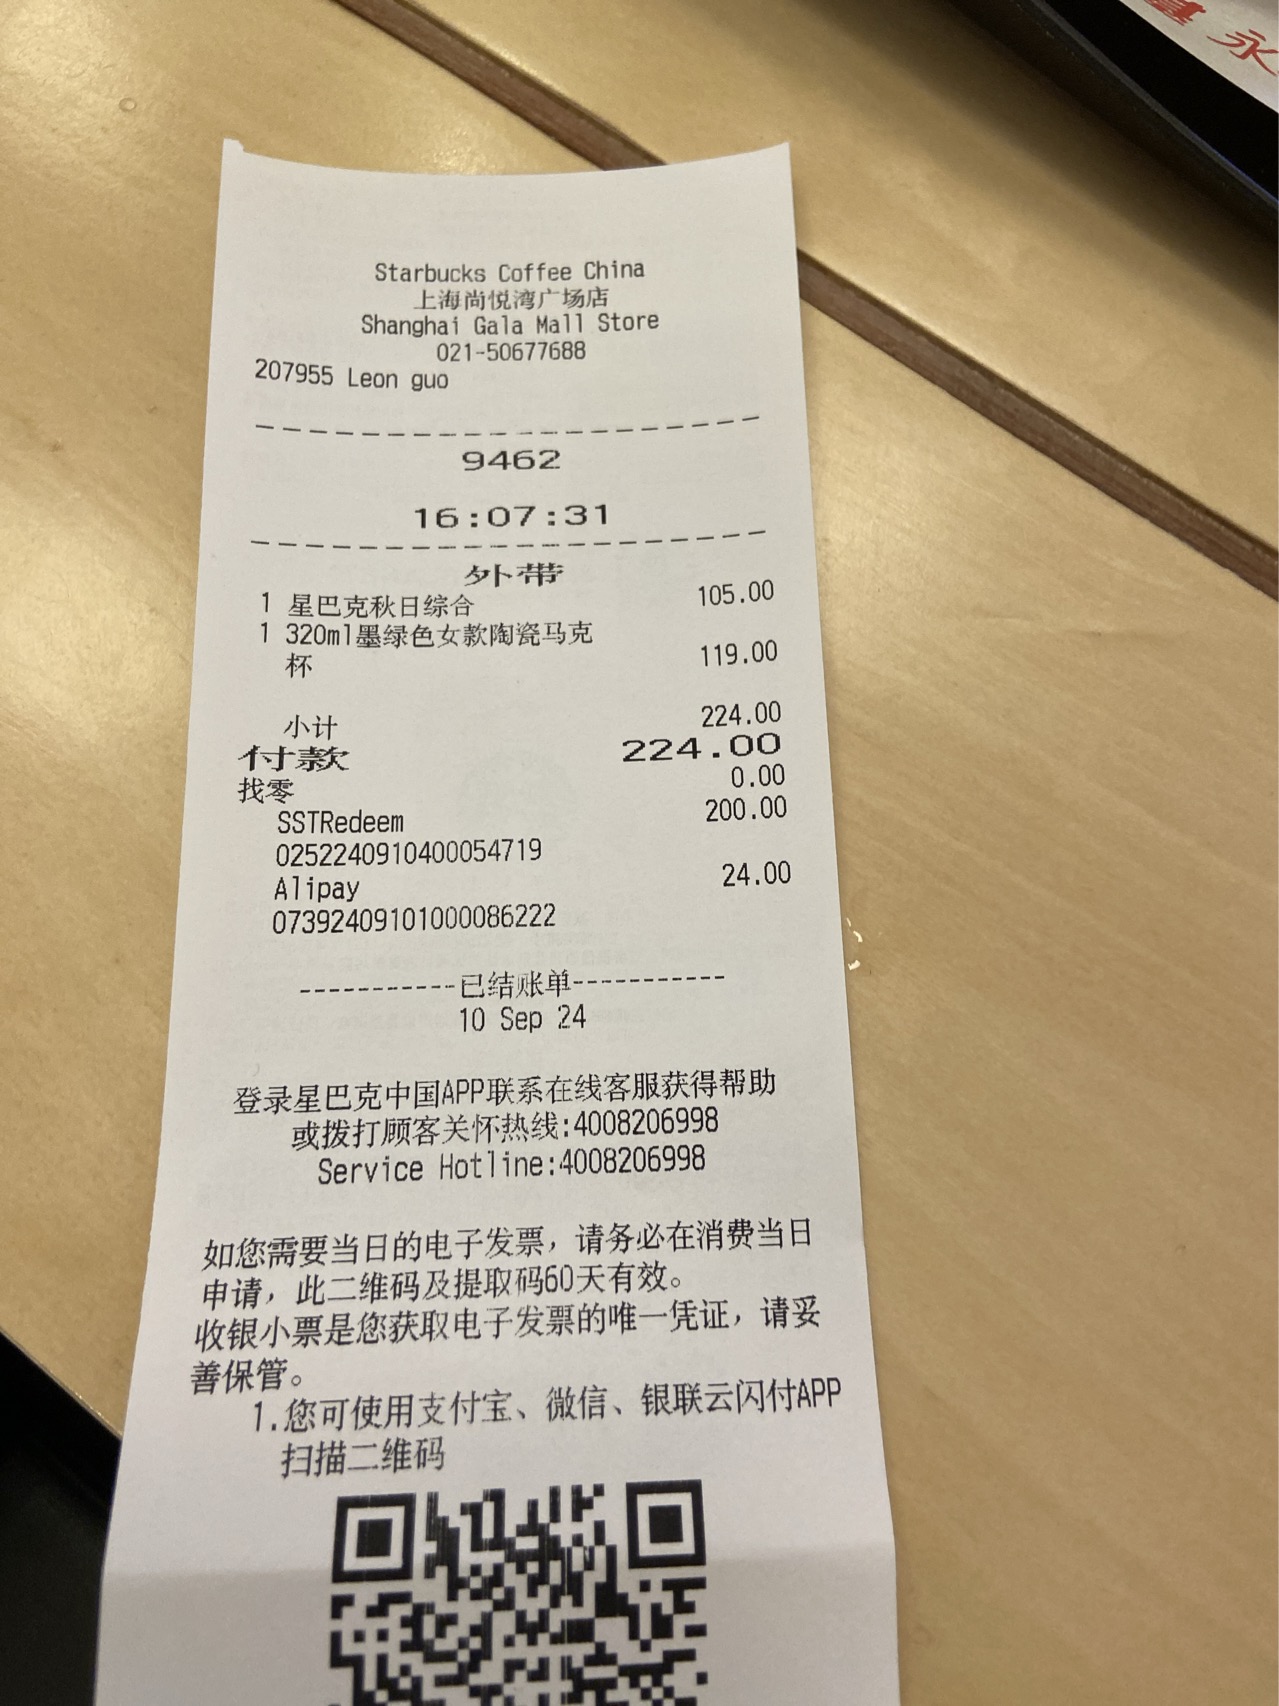 永
Starbucks Coffee China
上海尚悦湾广场店
Shanghai Gala Mall Store
021-50677688
207955 Leon guo
9462
16:07:31
外带
1 星巴克秋日综合 105.00
1 320ml墨绿色女款陶瓷马克
杯 119.00
小计 224.00
付款 224.00
找零 0.00
SSTRedeem 200.00
0252240910400054719
Alipay 24.00
07392409101000086222
-----------已结账单-----------
10 Sep 24
登录星巴克中国APP联系在线客服获得帮助
或拨打顾客关怀热线:4008206998
Service Hotline:4008206998
如您需要当日的电子发票，请务必在消费当日
申请，此二维码及提取码60天有效。
收银小票是您获取电子发票的唯一凭证，请妥
善保管。
1.您可使用支付宝、微信、银联云闪付APP
扫描二维码